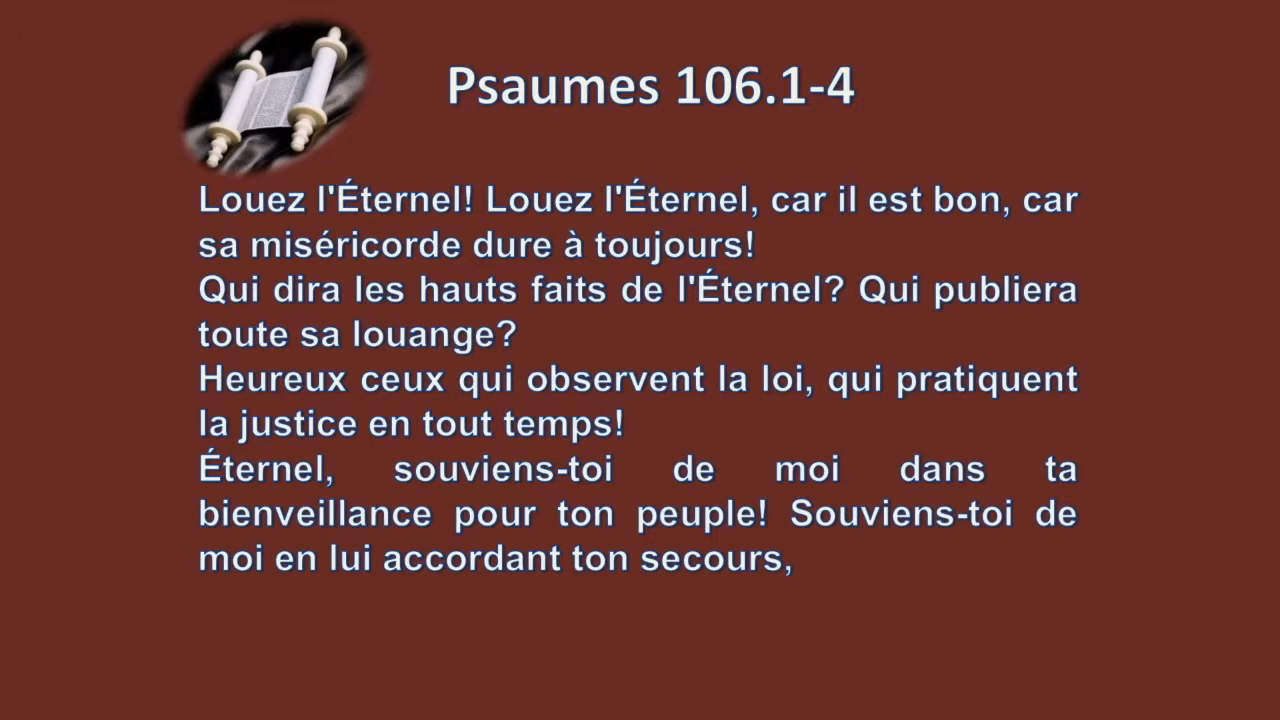 Psaumes 106.1-4
Louez l'Éternel! Louez l'Éternel, car il est bon, car
sa miséricorde dure à toujours!
Qui dira les hauts faits de l'Éternel? Qui publiera
toute sa louange?
Heureux ceux qui observent la loi, qui pratiquent
la justice en tout temps!
Éternel, souviens-toi de moi dans ta
bienveillance pour ton peuple! Souviens-toi de
moi en lui accordant ton secours,